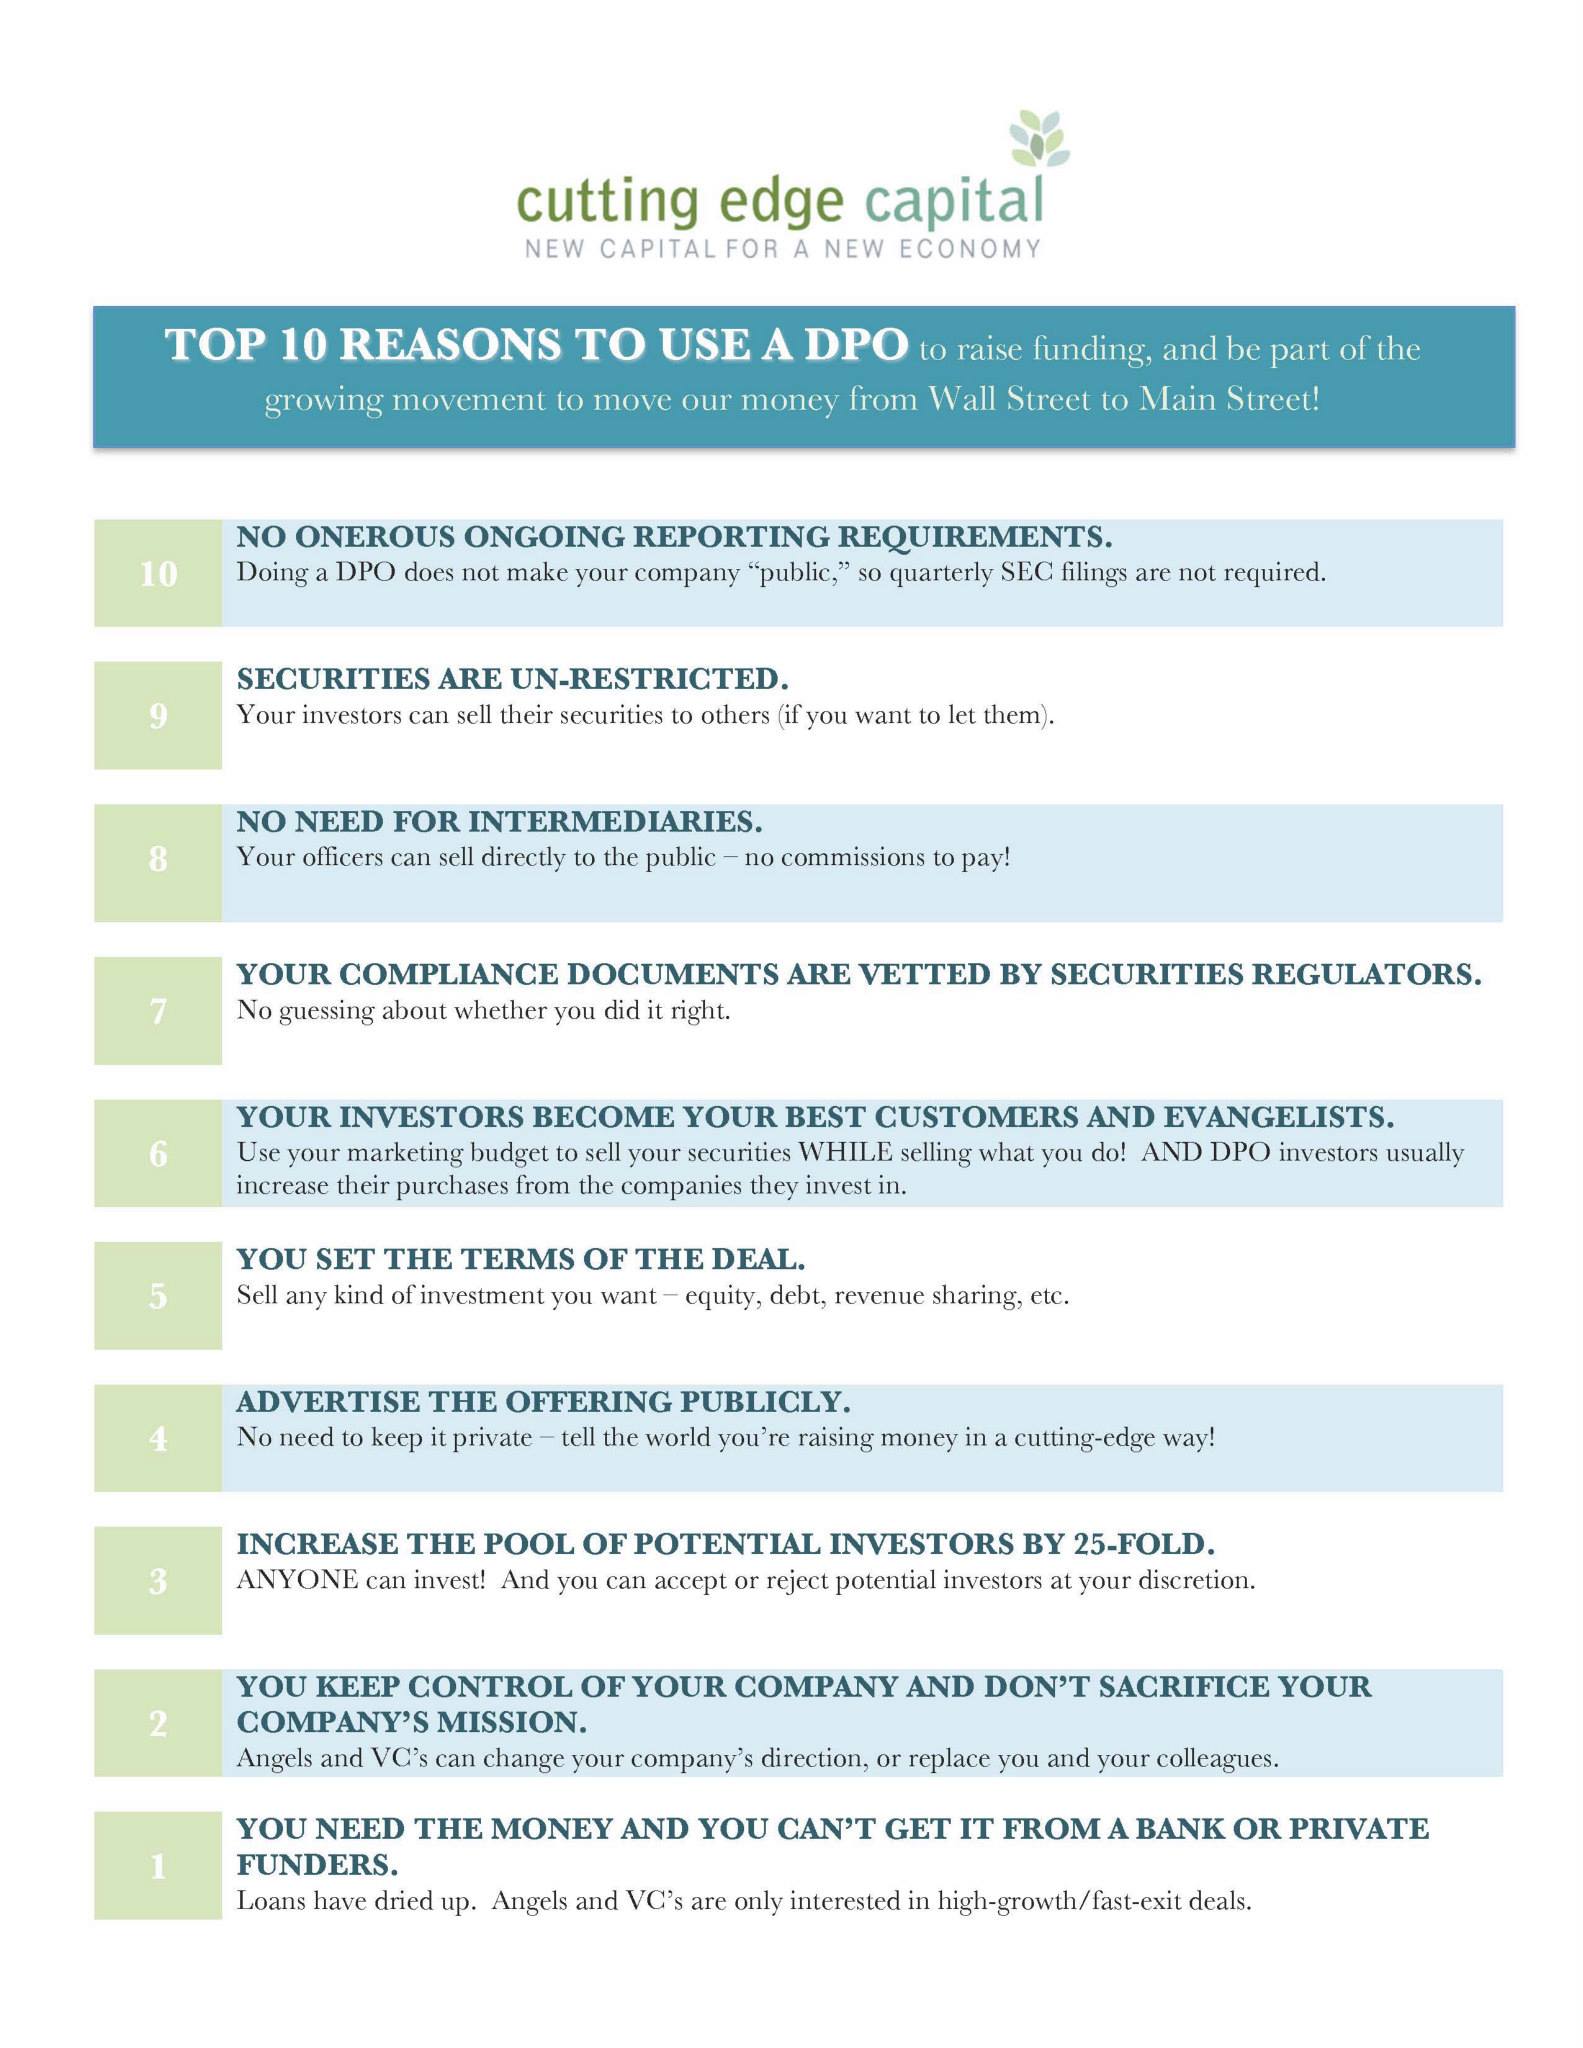 cutting edge capital
NEW CAPITAL FOR A NEW ECONOMY
TOP 10 REASONS TO USE A DPO to raise funding, and be part of the
growing movement to move our money from Wall Street to Main Street!
10
NO ONEROUS ONGOING REPORTING REQUIREMENTS.
Doing a DPO does not make your company “public,” so quarterly SEC filings are not required.
9
SECURITIES ARE UN-RESTRICTED.
Your investors can sell their securities to others (if you want to let them).
8
NO NEED FOR INTERMEDIARIES.
Your officers can sell directly to the public – no commissions to pay!
7
YOUR COMPLIANCE DOCUMENTS ARE VETTED BY SECURITIES REGULATORS.
No guessing about whether you did it right.
6
YOUR INVESTORS BECOME YOUR BEST CUSTOMERS AND EVANGELISTS.
Use your marketing budget to sell your securities WHILE selling what you do!  AND DPO investors usually
increase their purchases from the companies they invest in.
5
YOU SET THE TERMS OF THE DEAL.
Sell any kind of investment you want – equity, debt, revenue sharing, etc.
4
ADVERTISE THE OFFERING PUBLICLY.
No need to keep it private – tell the world you’re raising money in a cutting-edge way!
3
INCREASE THE POOL OF POTENTIAL INVESTORS BY 25-FOLD.
ANYONE can invest!  And you can accept or reject potential investors at your discretion.
2
YOU KEEP CONTROL OF YOUR COMPANY AND DON’T SACRIFICE YOUR
COMPANY’S MISSION.
Angels and VC’s can change your company’s direction, or replace you and your colleagues.
1
YOU NEED THE MONEY AND YOU CAN’T GET IT FROM A BANK OR PRIVATE
FUNDERS.
Loans have dried up.  Angels and VC’s are only interested in high-growth/fast-exit deals.